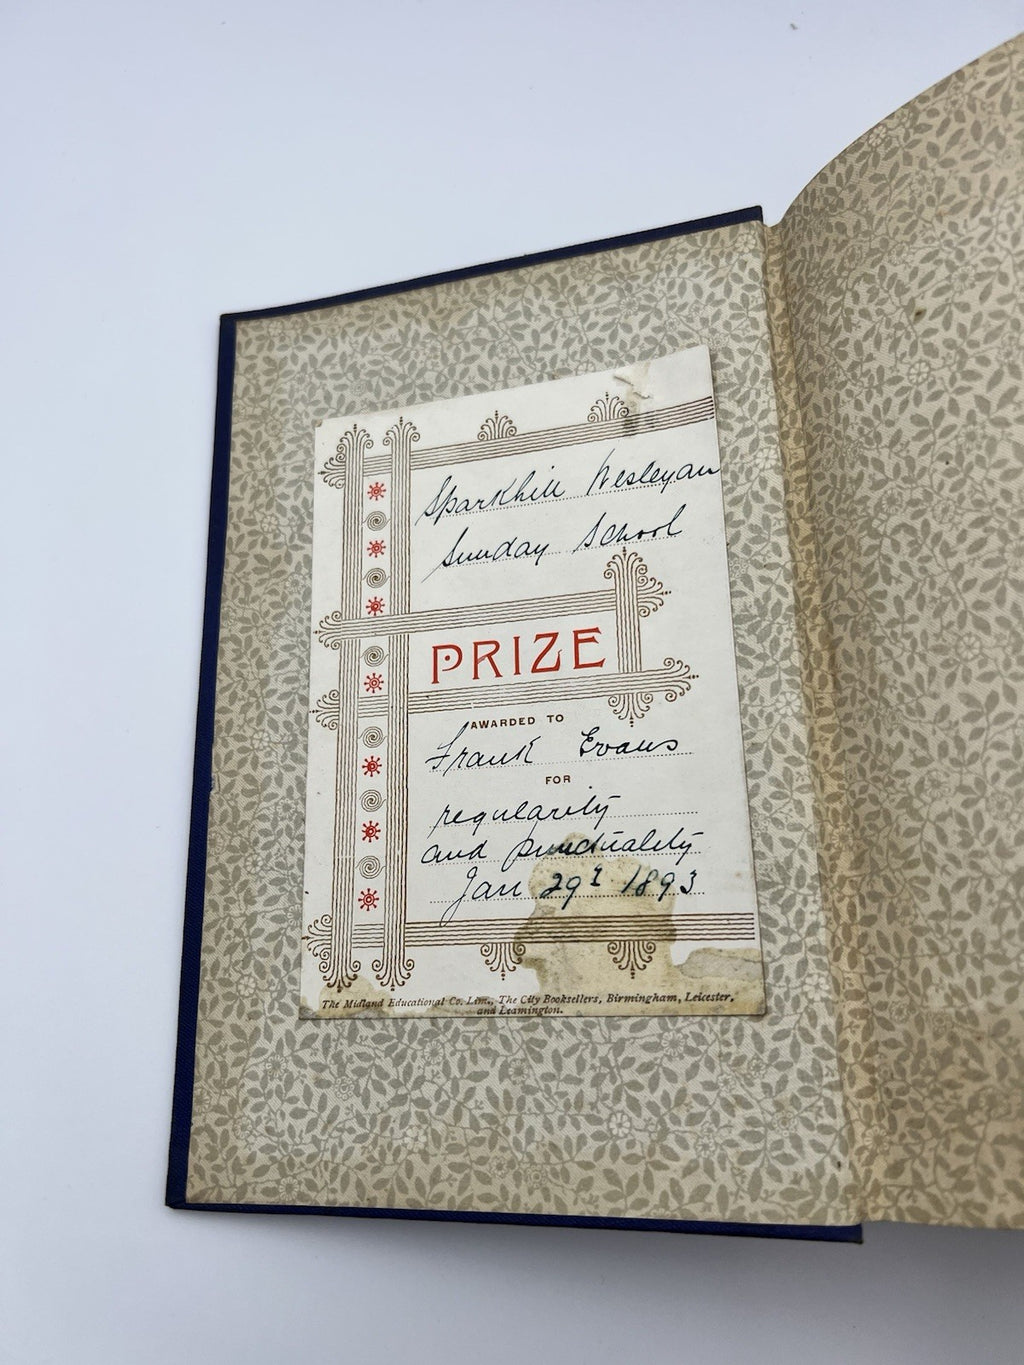 Sparkhill Wesleyan
Sunday School
PRIZE
AWARDED TO
Frank Evans
FOR
regularity
and punctuality
Jan 29th 1893
The Midland Educational Co. Lim., The City Booksellers, Birmingham, Leicester,
and Leamington.